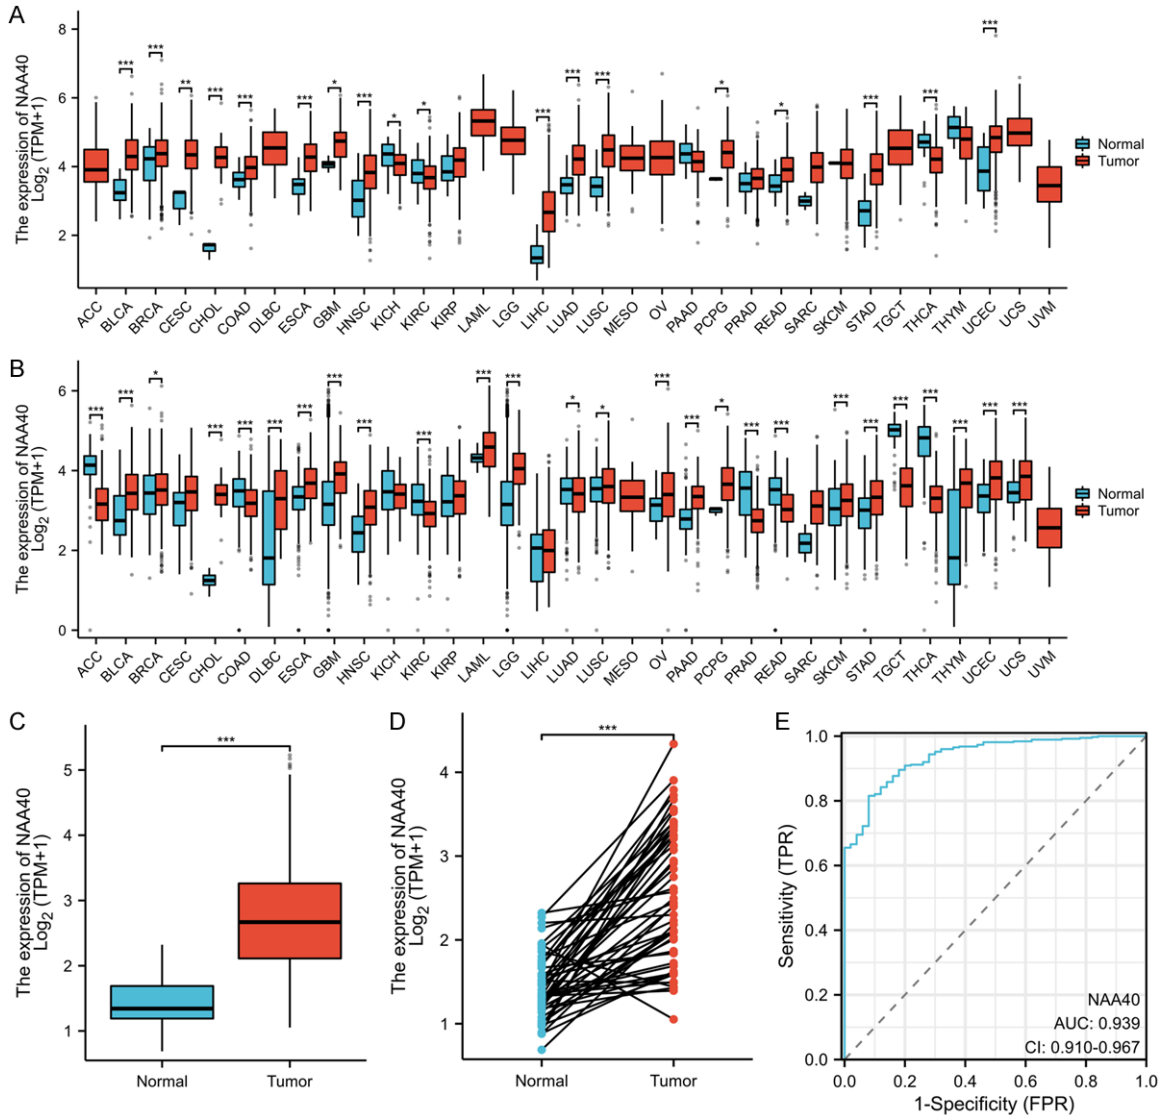 A
The expression of NAA40
Log2 (TPM+1)
8
6
4
2
*** *** ** *** *** *** * *** * * *** *** *** * * *** *** ***
Normal
Tumor
ACC BLCA BRCA CESC CHOL COAD DLBC ESCA GBM HNSC KICH KIRC KIRP LAML LGG LIHC LUAD LUSC MESO OV PAAD PCPG PRAD READ SARC SKCM STAD TGCT THCA THYM UCEC UCS UVM
B
The expression of NAA40
Log2 (TPM+1)
6
4
2
0
*** *** * *** *** *** *** *** *** *** *** *** * * *** *** * *** *** *** *** *** *** *** *** ***
Normal
Tumor
ACC BLCA BRCA CESC CHOL COAD DLBC ESCA GBM HNSC KICH KIRC KIRP LAML LGG LIHC LUAD LUSC MESO OV PAAD PCPG PRAD READ SARC SKCM STAD TGCT THCA THYM UCEC UCS UVM
C
The expression of NAA40
Log2 (TPM+1)
5
4
3
2
1
***
Normal Tumor
D
The expression of NAA40
Log2 (TPM+1)
4
3
2
1
***
Normal Tumor
E
Sensitivity (TPR)
1.0
0.8
0.6
0.4
0.2
0.0
NAA40
AUC: 0.939
CI: 0.910-0.967
0.0 0.2 0.4 0.6 0.8 1.0
1-Specificity (FPR)